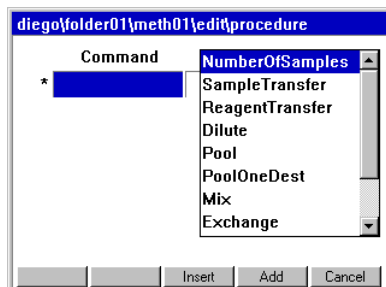 diego\folder01\meth01\edit\procedure
Command
*
NumberOfSamples
SampleTransfer
ReagentTransfer
Dilute
Pool
PoolOneDest
Mix
Exchange
Insert Add Cancel